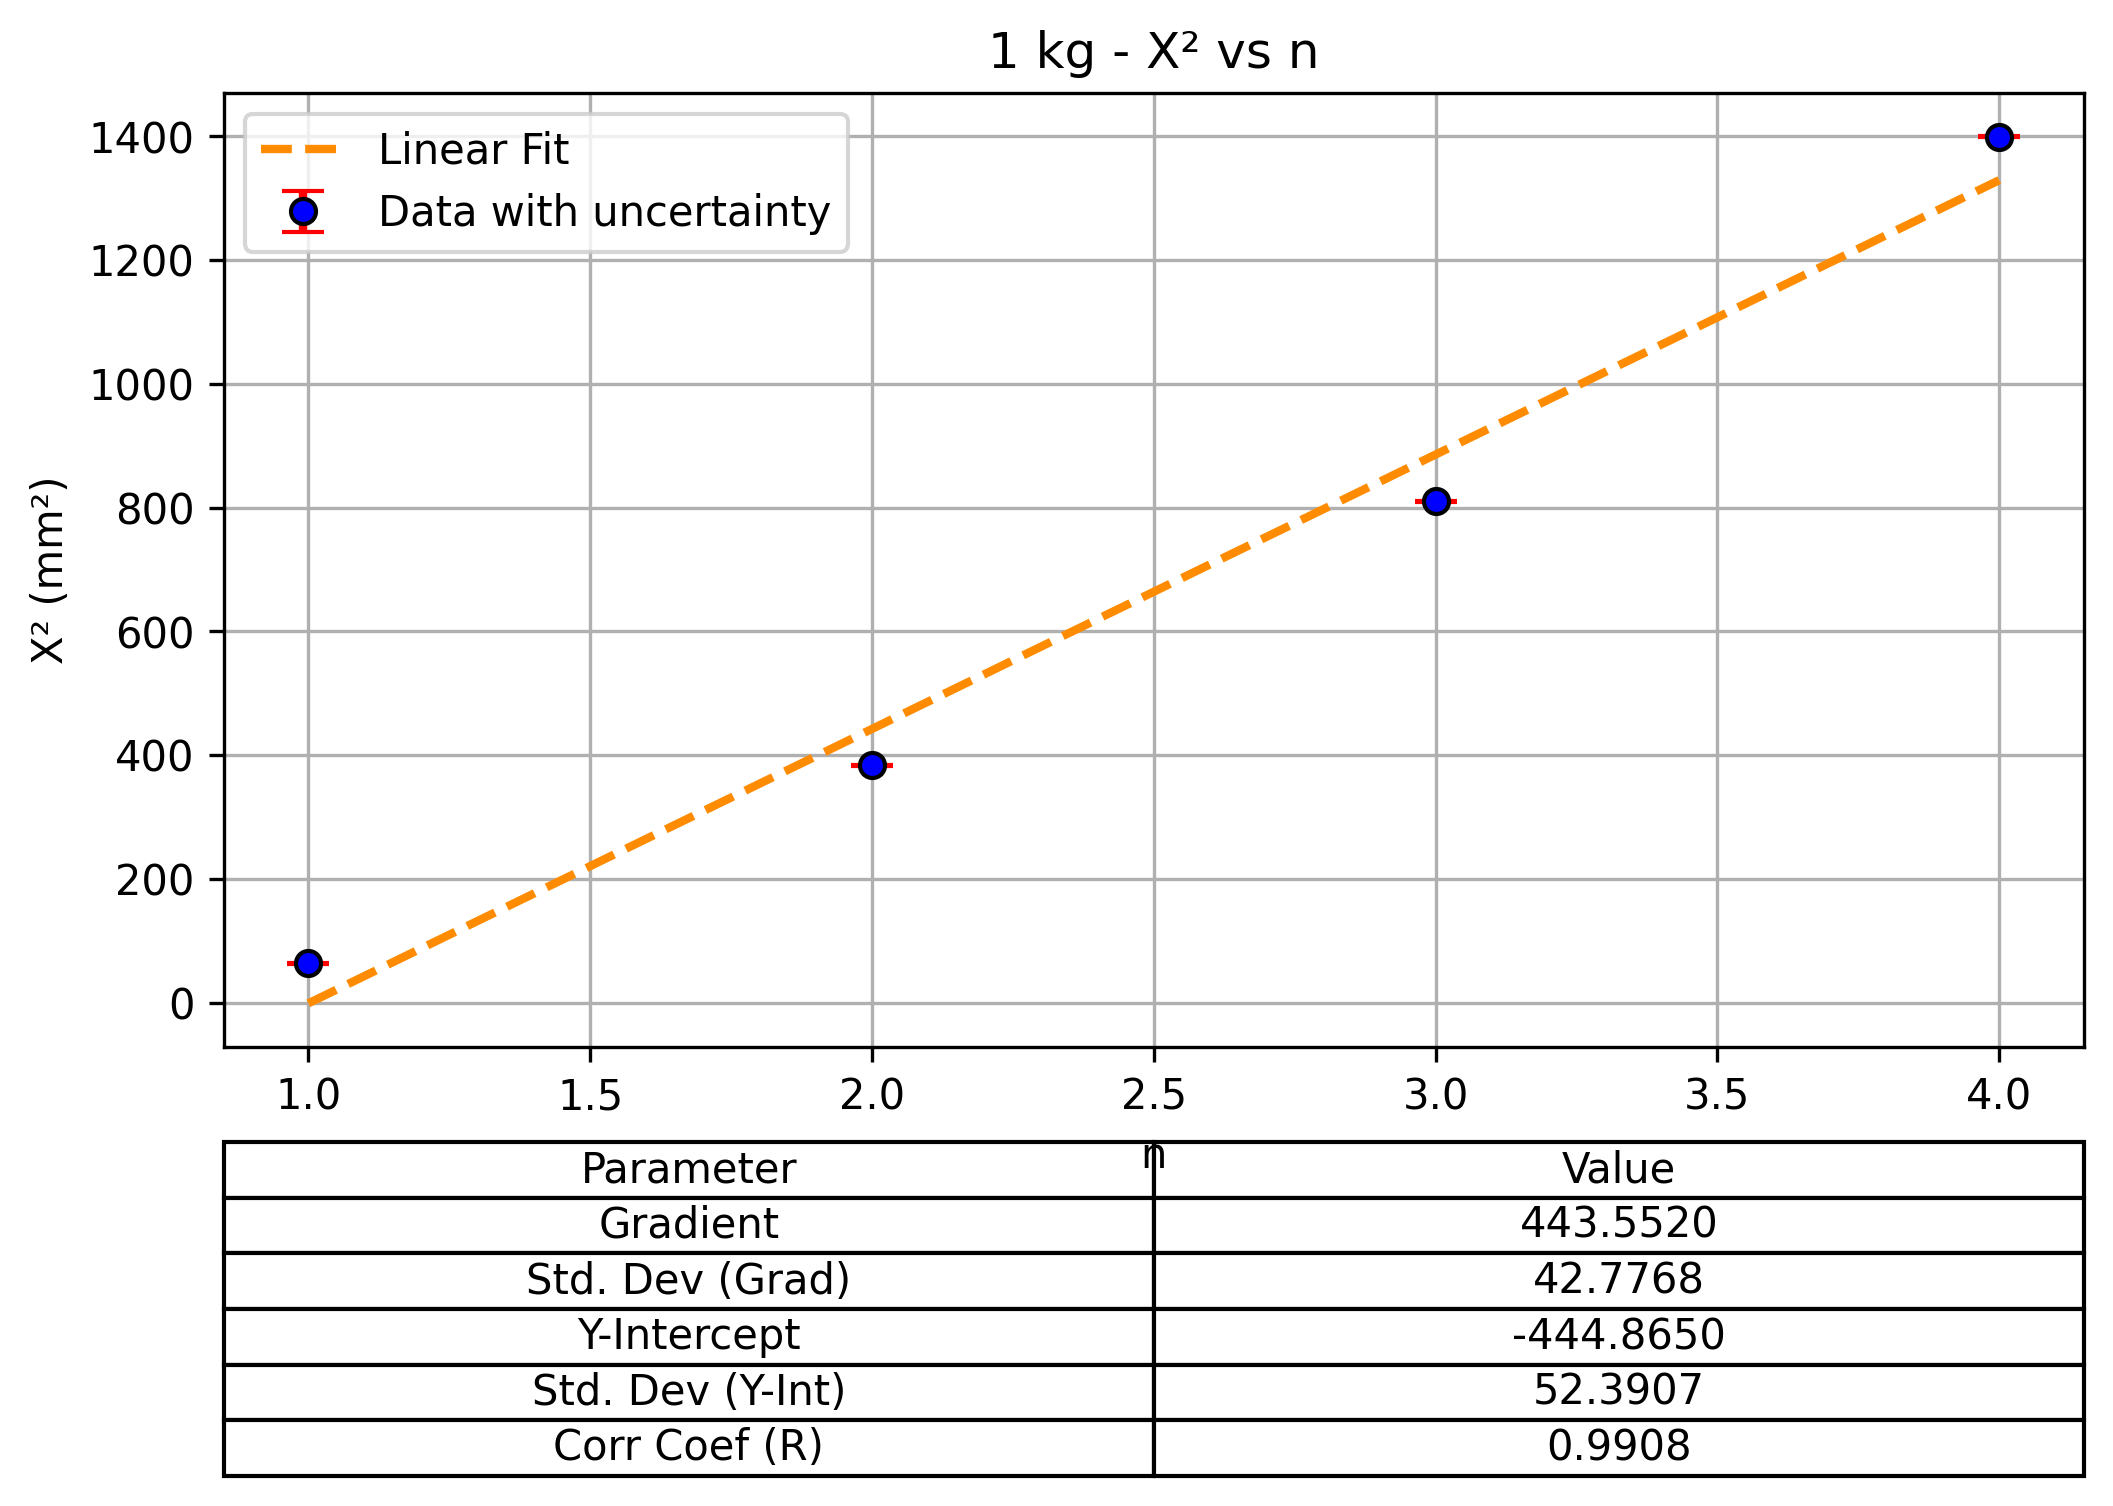 1 kg - X² vs n
Linear Fit
Data with uncertainty
X² (mm²)
1400
1200
1000
800
600
400
200
0
1.0 1.5 2.0 2.5 3.0 3.5 4.0
n
Parameter Value
Gradient 443.5520
Std. Dev (Grad) 42.7768
Y-Intercept -444.8650
Std. Dev (Y-Int) 52.3907
Corr Coef (R) 0.9908